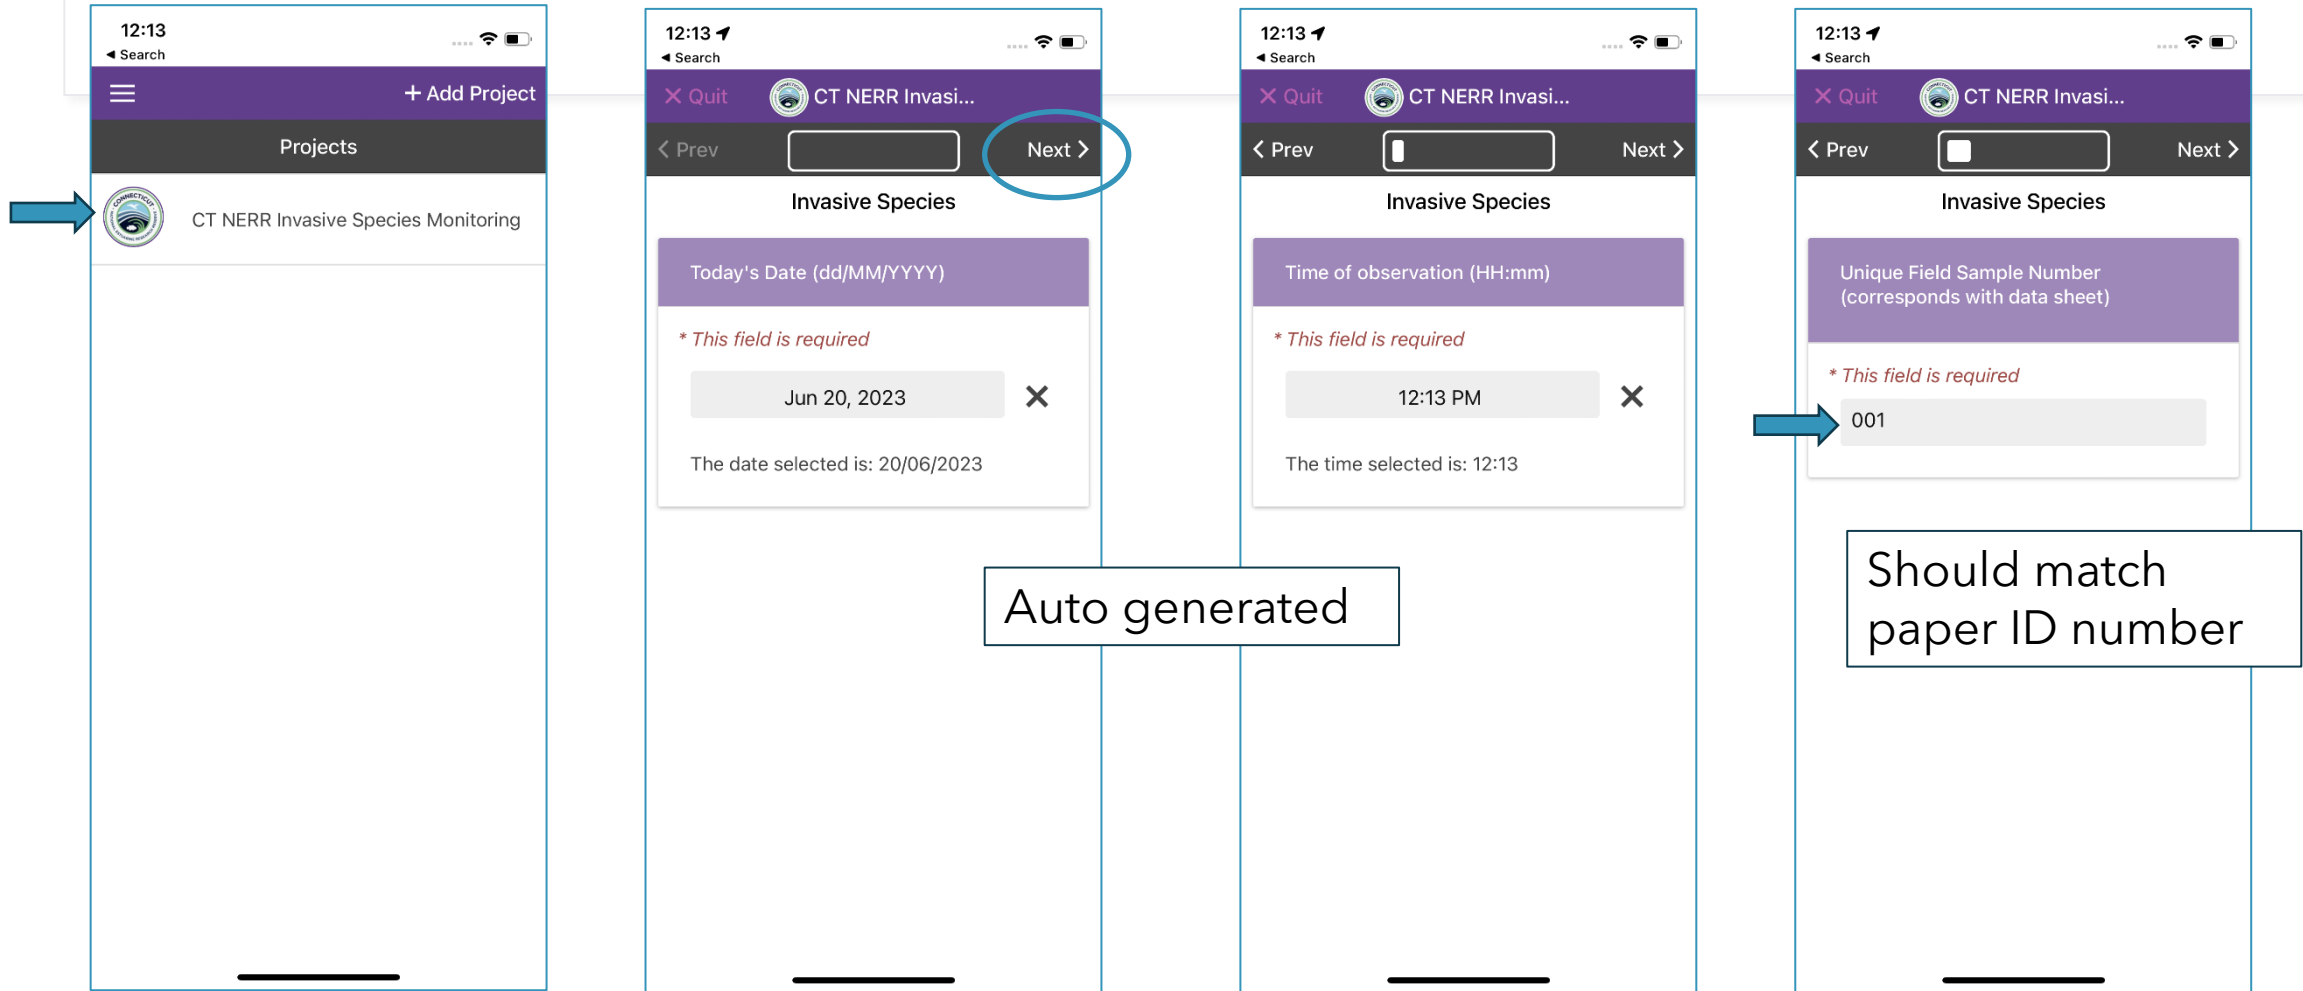 12:13
◄ Search
+ Add Project
Projects
CONNECTICUT
CT NERR Invasive Species Monitoring
12:13
◄ Search
✕ Quit
CT NERR Invasi...
< Prev
Next >
Invasive Species
Today's Date (dd/MM/YYYY)
* This field is required
Jun 20, 2023
✕
The date selected is: 20/06/2023
12:13
◄ Search
✕ Quit
CT NERR Invasi...
< Prev
Next >
Invasive Species
Time of observation (HH:mm)
* This field is required
12:13 PM
✕
The time selected is: 12:13
Auto generated
12:13
◄ Search
✕ Quit
CT NERR Invasi...
< Prev
Next >
Invasive Species
Unique Field Sample Number
(corresponds with data sheet)
* This field is required
001
Should match
paper ID number